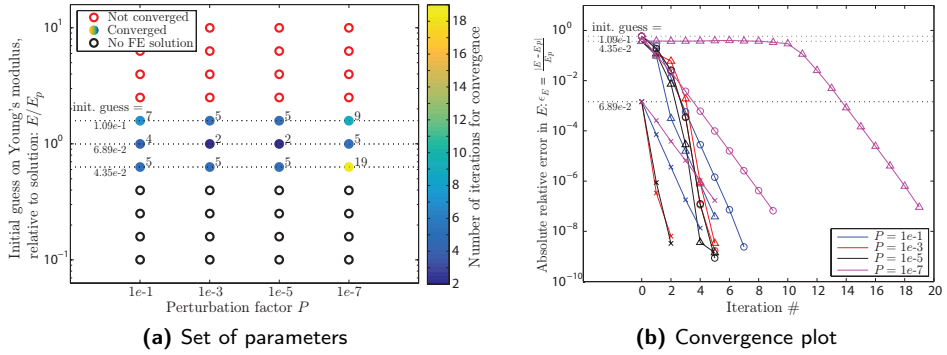 Not converged
Converged
No FE solution
10^1
10^0
10^-1
Initial guess on Young's modulus,
relative to solution: E/E_p
init. guess =
1.09e-1
6.89e-2
4.35e-2
7 5 5 9
4 2 2 5
5 5 5 19
1e-1 1e-3 1e-5 1e-7
Perturbation factor P
18
16
14
12
10
8
6
4
2
Number of iterations for convergence
(a) Set of parameters
Absolute relative error in E: ϵ_E = |E-E_p|/E_p
10^0
10^-2
10^-4
10^-6
10^-8
10^-10
init. guess =
1.09e-1
4.35e-2
6.89e-2
P = 1e-1
P = 1e-3
P = 1e-5
P = 1e-7
0 2 4 6 8 10 12 14 16 18 20
Iteration #
(b) Convergence plot